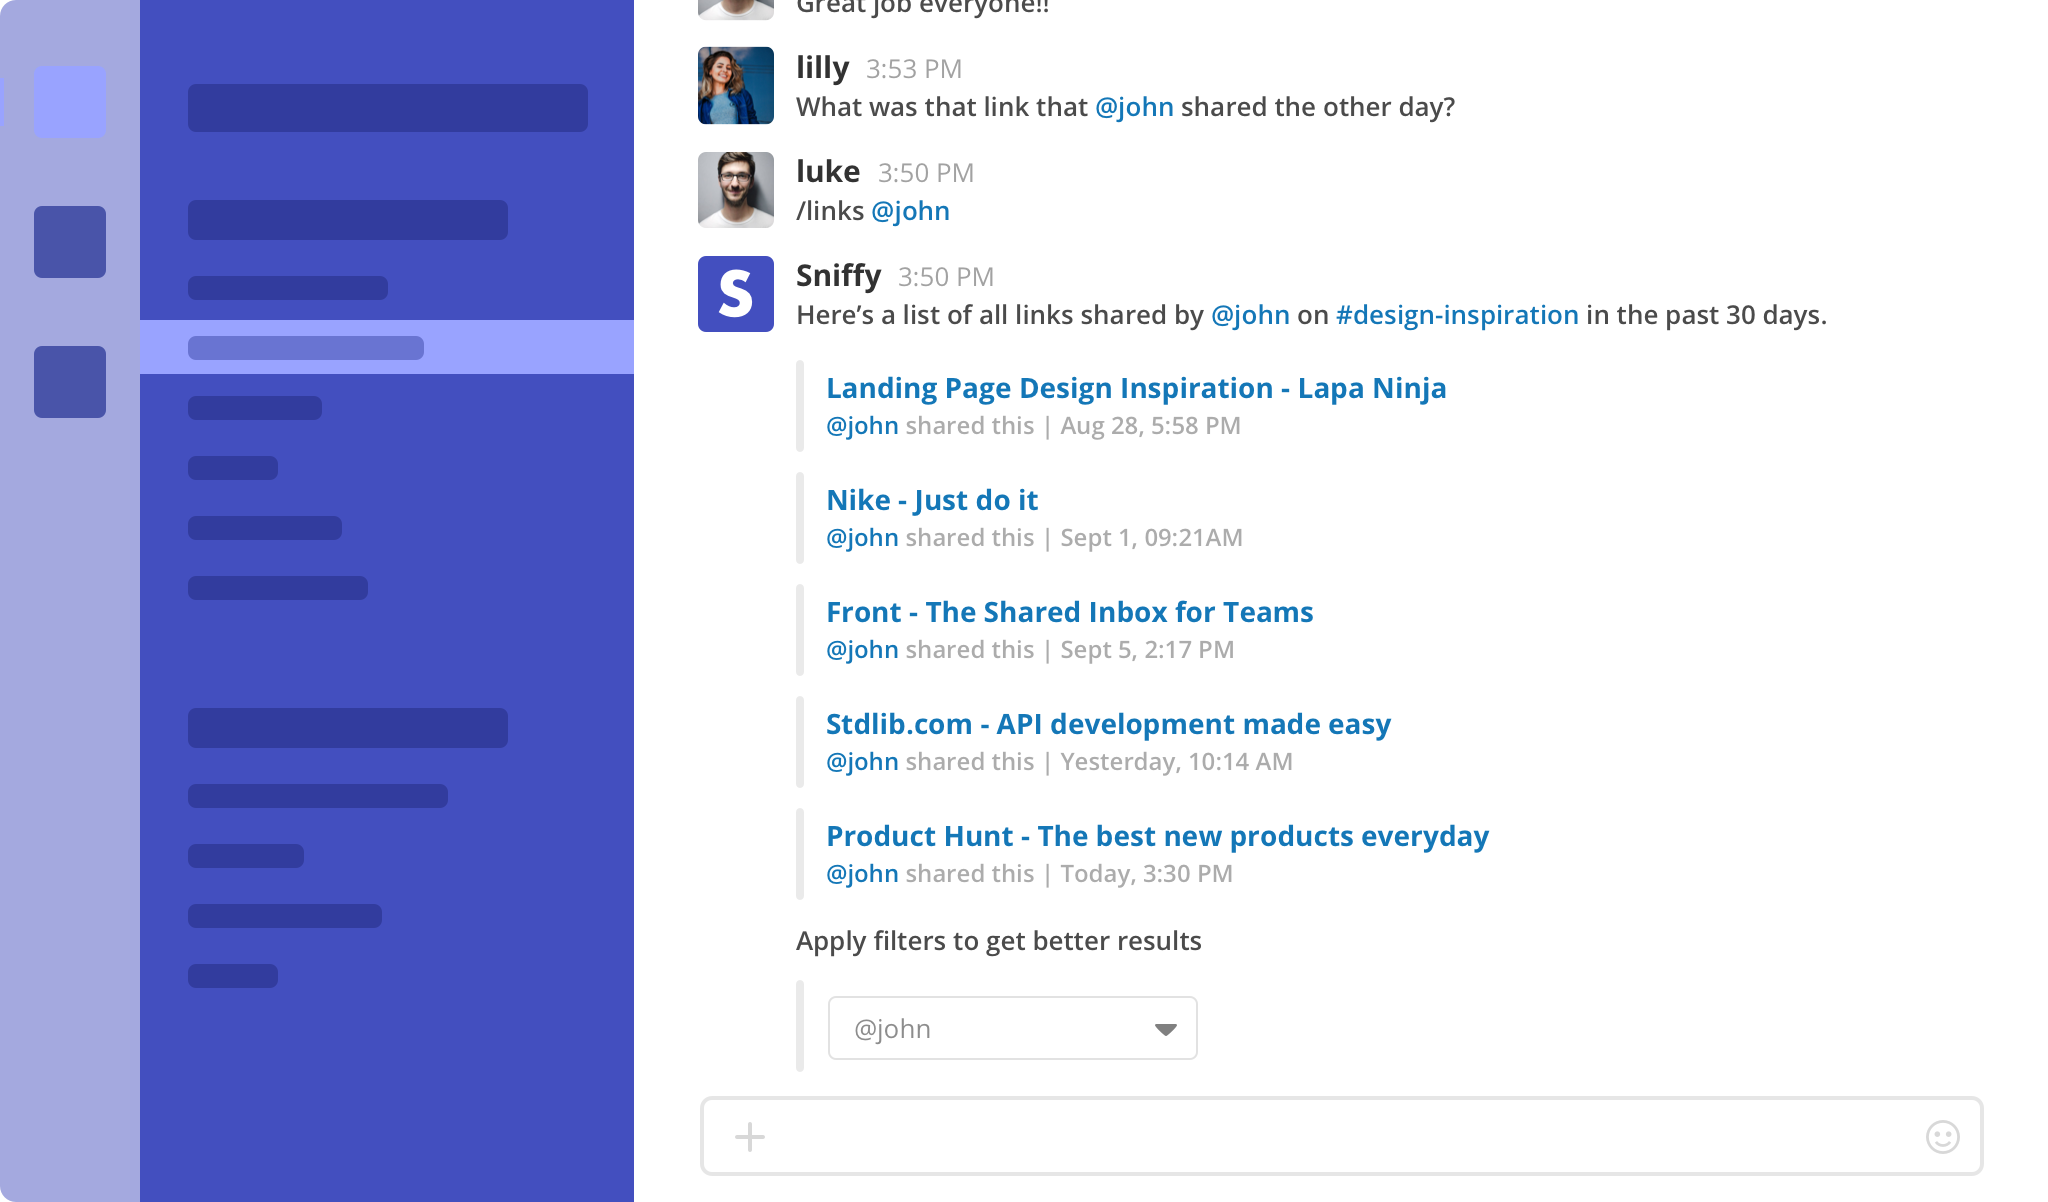 Great job everyone!!
lilly 3:53 PM
What was that link that @john shared the other day?
luke 3:50 PM
/links @john
S
Sniffy 3:50 PM
Here’s a list of all links shared by @john on #design-inspiration in the past 30 days.
Landing Page Design Inspiration - Lapa Ninja
@john shared this | Aug 28, 5:58 PM
Nike - Just do it
@john shared this | Sept 1, 09:21AM
Front - The Shared Inbox for Teams
@john shared this | Sept 5, 2:17 PM
Stdlib.com - API development made easy
@john shared this | Yesterday, 10:14 AM
Product Hunt - The best new products everyday
@john shared this | Today, 3:30 PM
Apply filters to get better results
@john